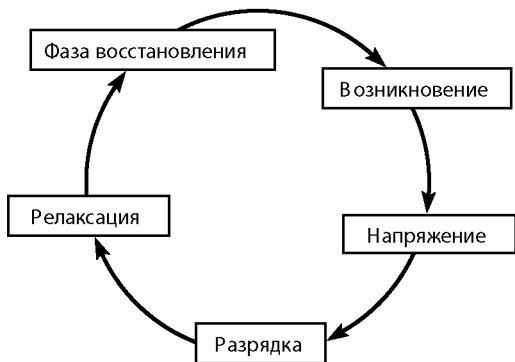 Фаза восстановления
Возникновение
Напряжение
Разрядка
Релаксация